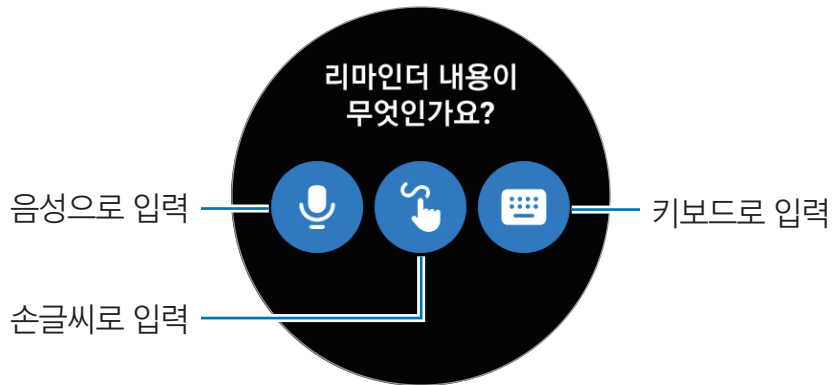 리마인더 내용이
무엇인가요?
음성으로 입력
키보드로 입력
손글씨로 입력